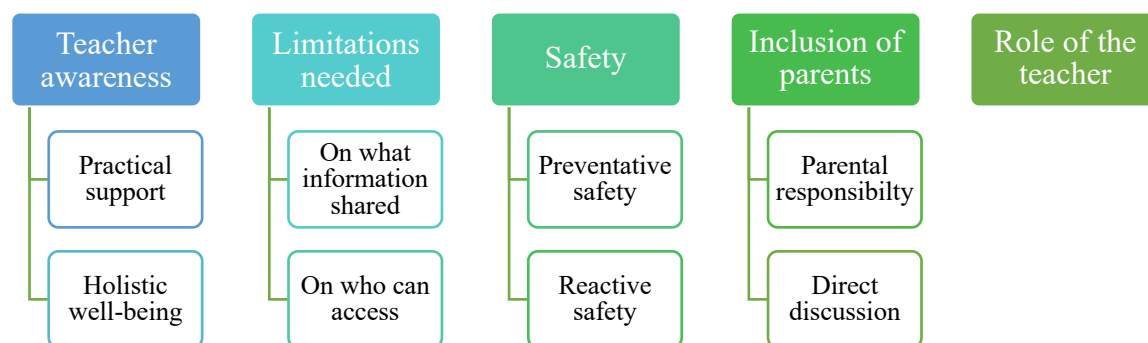 Teacher
awareness
Practical
support
Holistic
well-being
Limitations
needed
On what
information
shared
On who can
access
Safety
Preventative
safety
Reactive
safety
Inclusion of
parents
Parental
responsibilty
Direct
discussion
Role of the
teacher